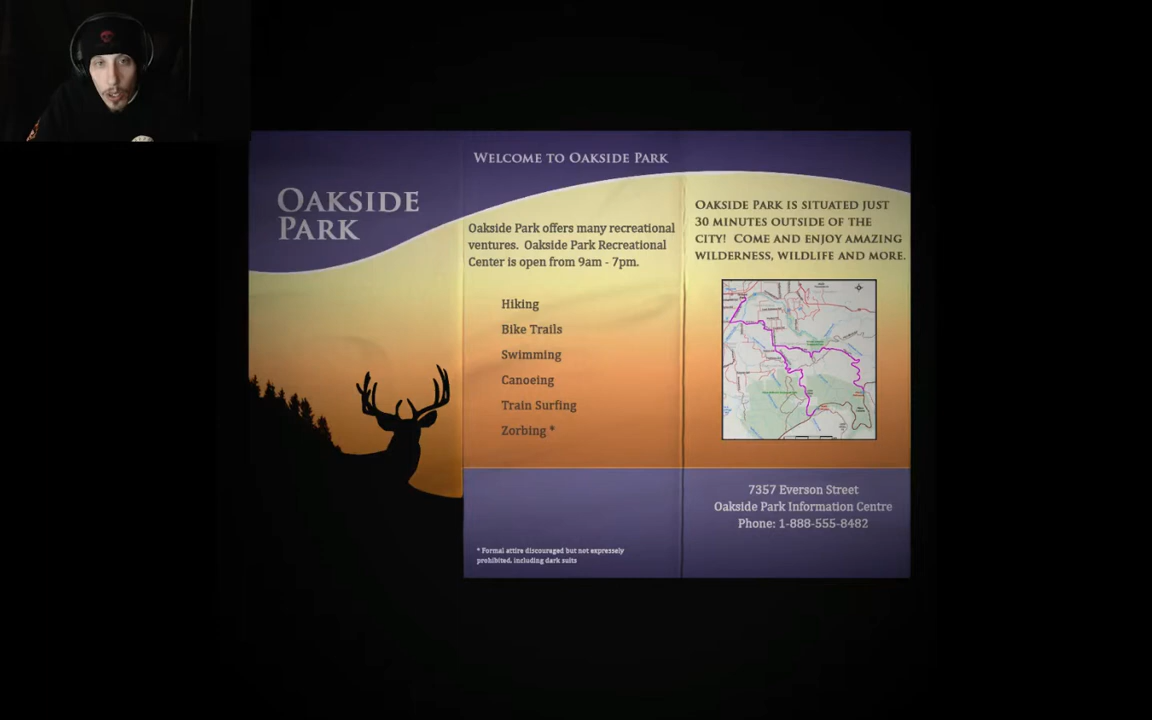 Oakside
Park
Welcome to Oakside Park
Oakside Park offers many recreational
ventures. Oakside Park Recreational
Center is open from 9am - 7pm.
Hiking
Bike Trails
Swimming
Canoeing
Train Surfing
Zorbing *
* Formal attire discouraged but not expressely
prohibited, including dark suits
Oakside Park is situated just
30 minutes outside of the
city! Come and enjoy amazing
wilderness, wildlife and more.
7357 Everson Street
Oakside Park Information Centre
Phone: 1-888-555-8482